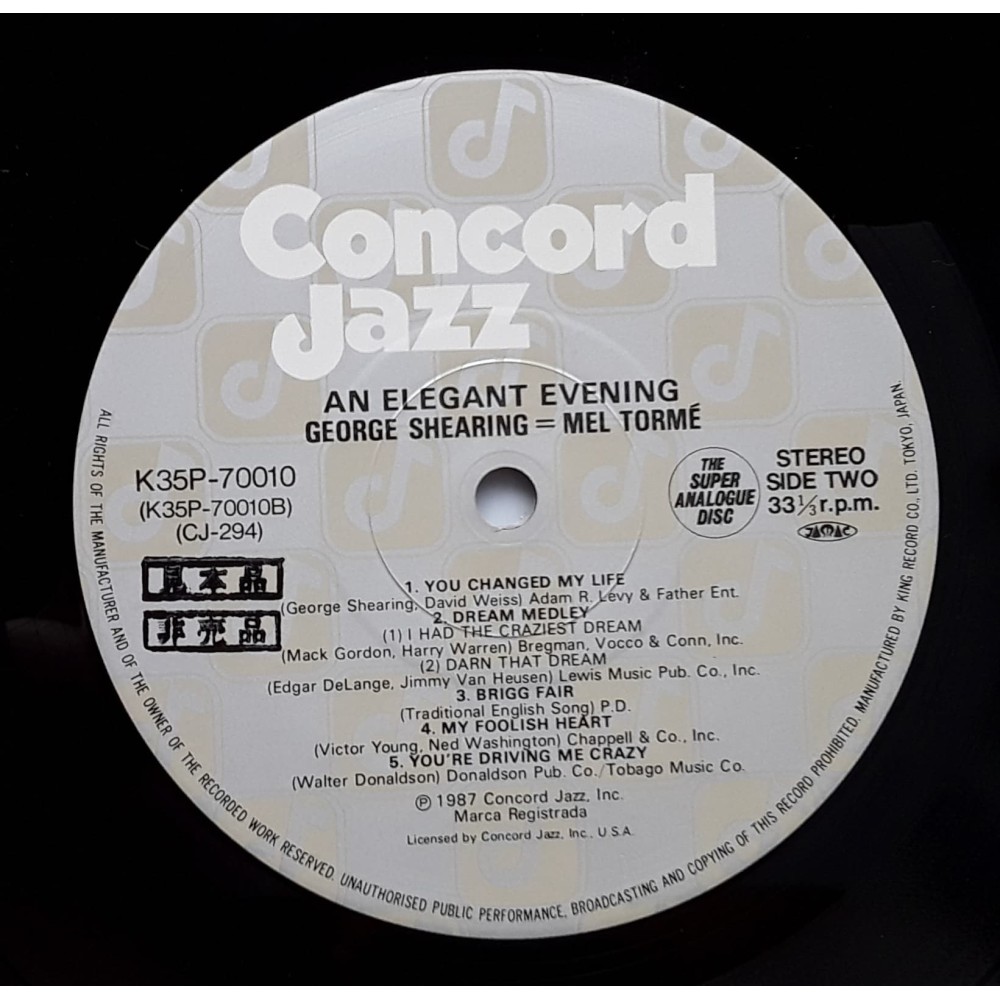 Concord
Jazz
AN ELEGANT EVENING
GEORGE SHEARING = MEL TORMÉ
K35P-70010
(K35P-70010B)
(CJ-294)
見本品
非売品
THE
SUPER
ANALOGUE
DISC
STEREO
SIDE TWO
33 1/3 r.p.m.
JASRAC
1. YOU CHANGED MY LIFE
(George Shearing, David Weiss) Adam R. Levy & Father Ent.
2. DREAM MEDLEY
(1) I HAD THE CRAZIEST DREAM
(Mack Gordon, Harry Warren) Bregman, Vocco & Conn, Inc.
(2) DARN THAT DREAM
(Edgar DeLange, Jimmy Van Heusen) Lewis Music Pub. Co., Inc.
3. BRIGG FAIR
(Traditional English Song) P.D.
4. MY FOOLISH HEART
(Victor Young, Ned Washington) Chappell & Co., Inc.
5. YOU'RE DRIVING ME CRAZY
(Walter Donaldson) Donaldson Pub. Co./Tobago Music Co.
℗ 1987 Concord Jazz, Inc.
Marca Registrada
Licensed by Concord Jazz, Inc., U S A.
ALL RIGHTS OF THE MANUFACTURER AND OF THE OWNER OF THE RECORDED WORK RESERVED. UNAUTHORISED PUBLIC PERFORMANCE, BROADCASTING AND COPYING OF THIS RECORD PROHIBITED. MANUFACTURED BY KING RECORD CO., LTD. TOKYO, JAPAN.